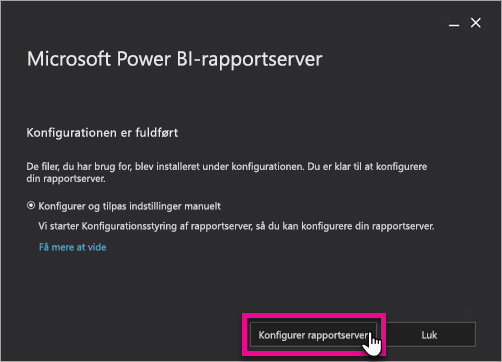 Microsoft Power BI-rapportserver
Konfigurationen er fuldført
De filer, du har brug for, blev installeret under konfigurationen. Du er klar til at konfigurere
din rapportserver.
Konfigurer og tilpas indstillinger manuelt
Vi starter Konfigurationsstyring af rapportserver, så du kan konfigurere din rapportserver.
Få mere at vide
Konfigurer rapportserver
Luk